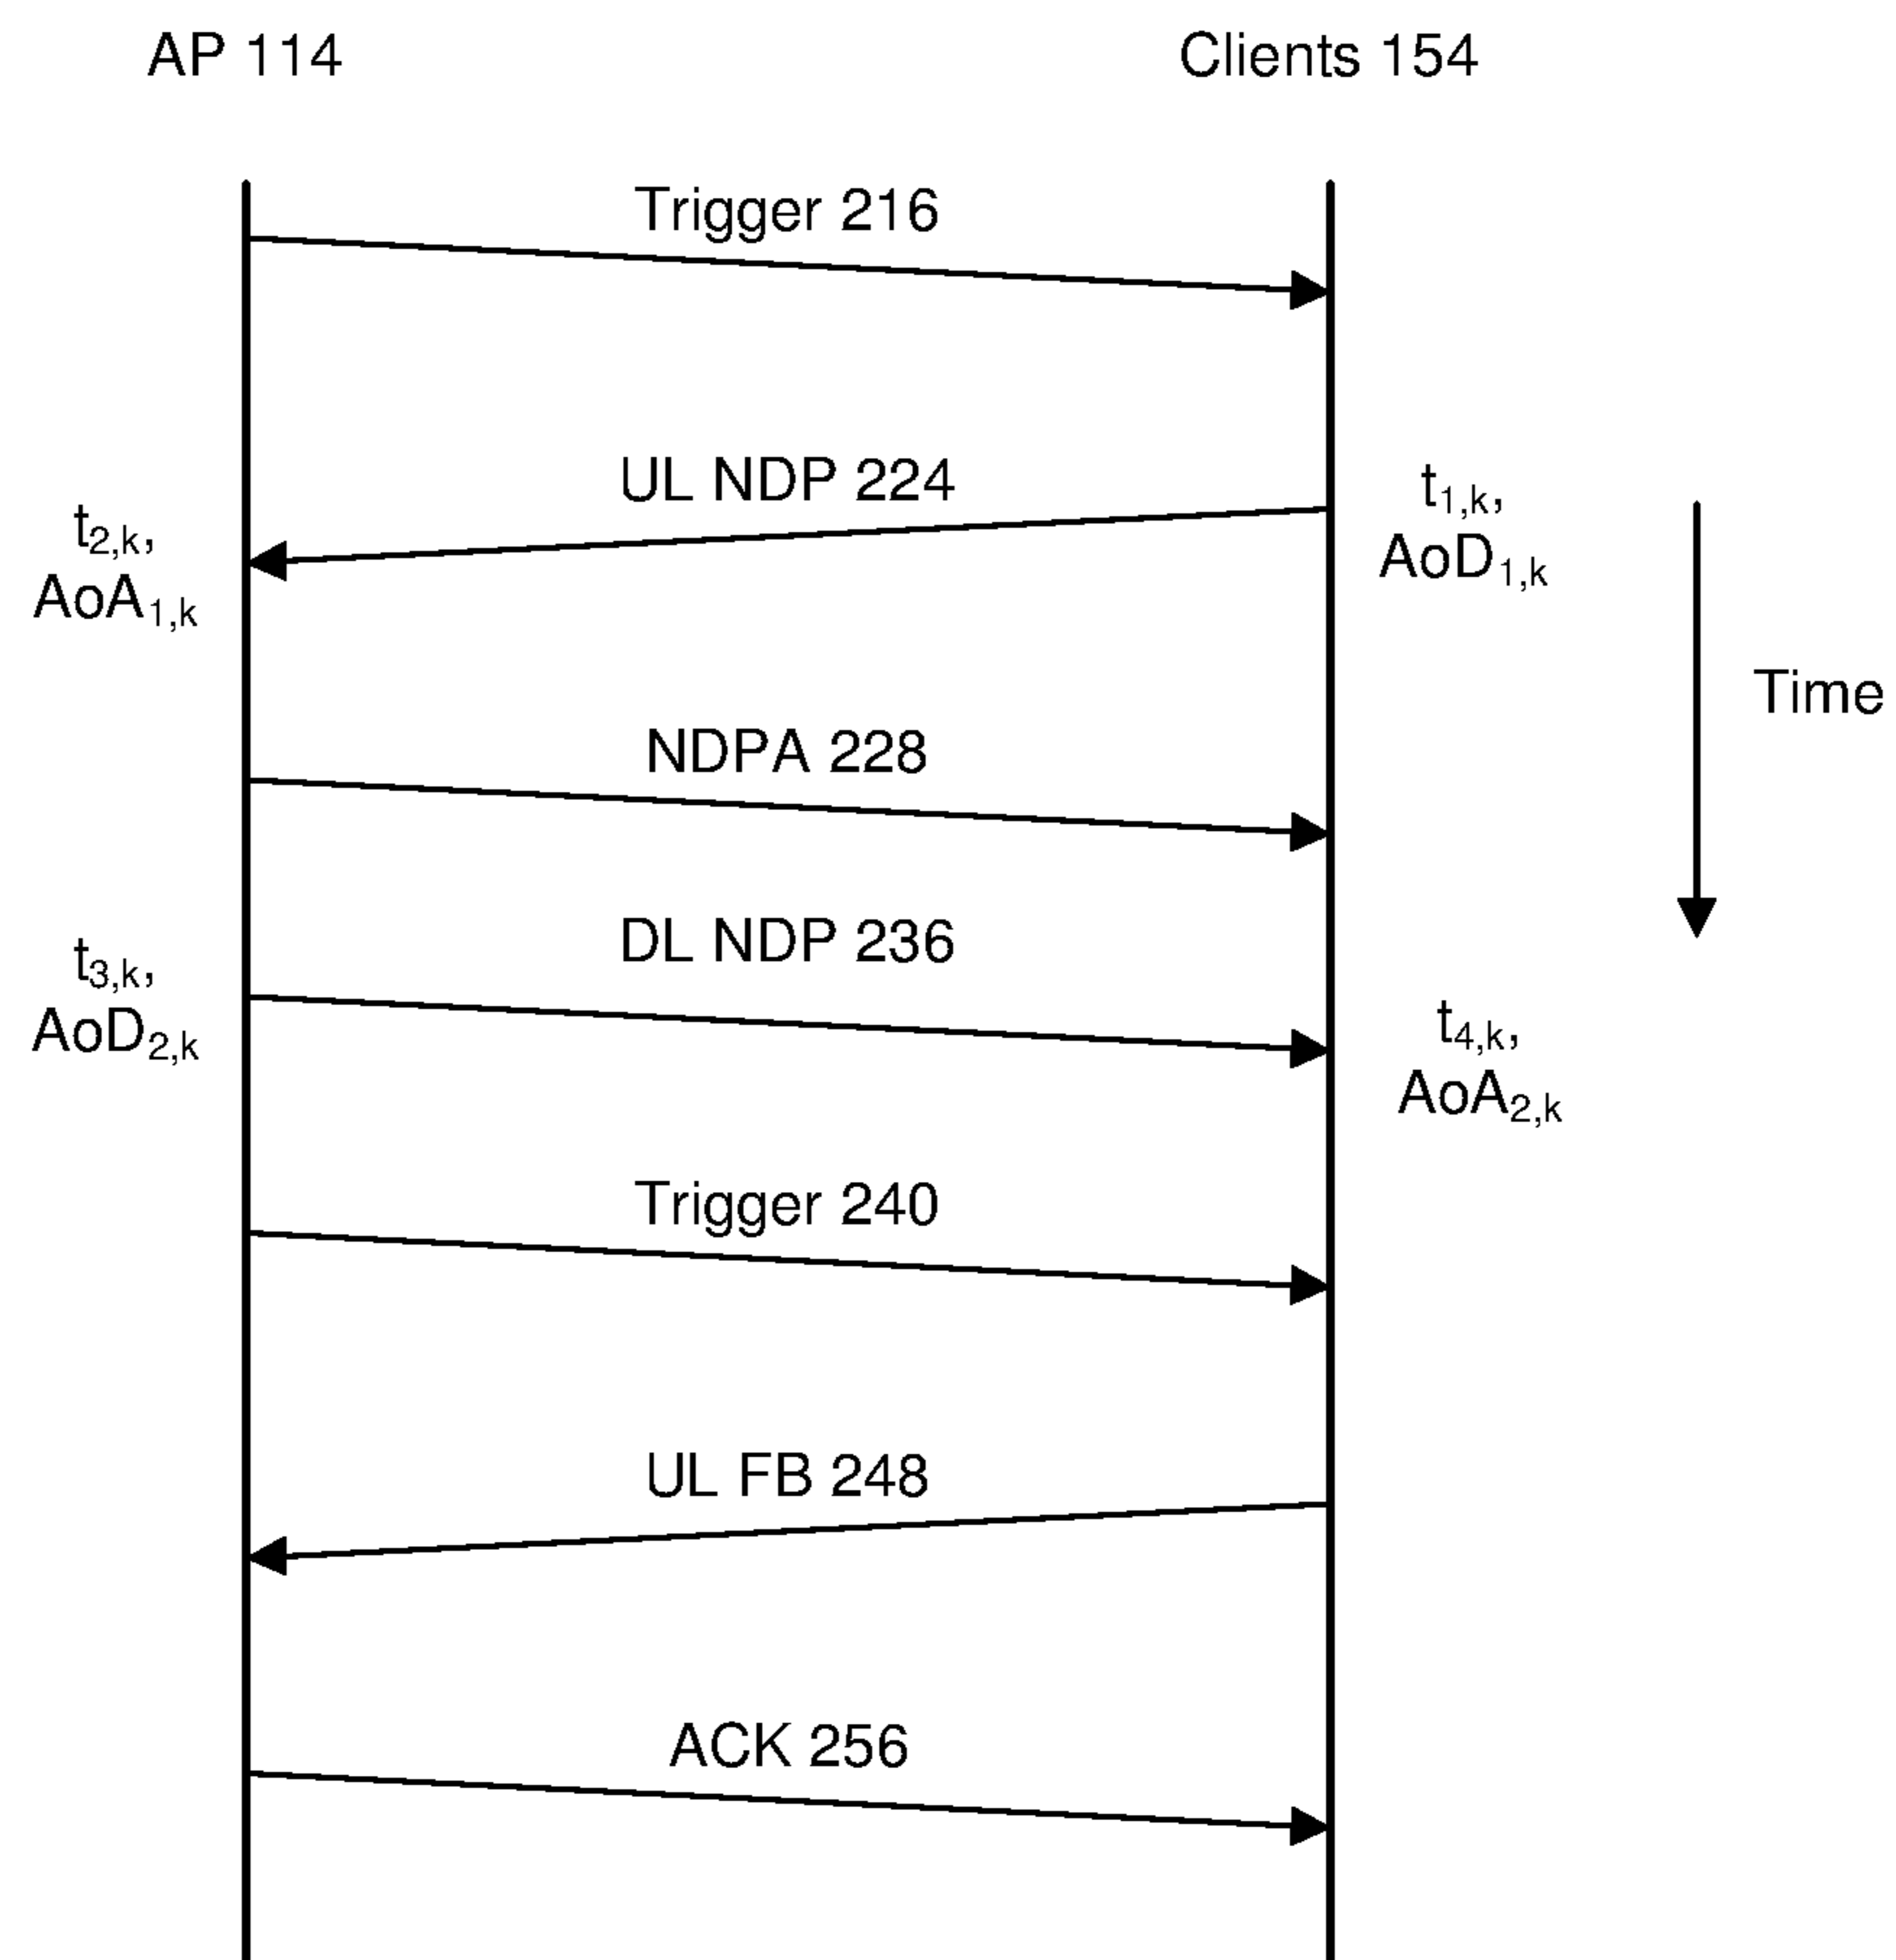 AP 114
Clients 154
Trigger 216
UL NDP 224
t1,k,
AoD1,k
t2,k,
AoA1,k
Time
NDPA 228
DL NDP 236
t3,k,
AoD2,k
t4,k,
AoA2,k
Trigger 240
UL FB 248
ACK 256